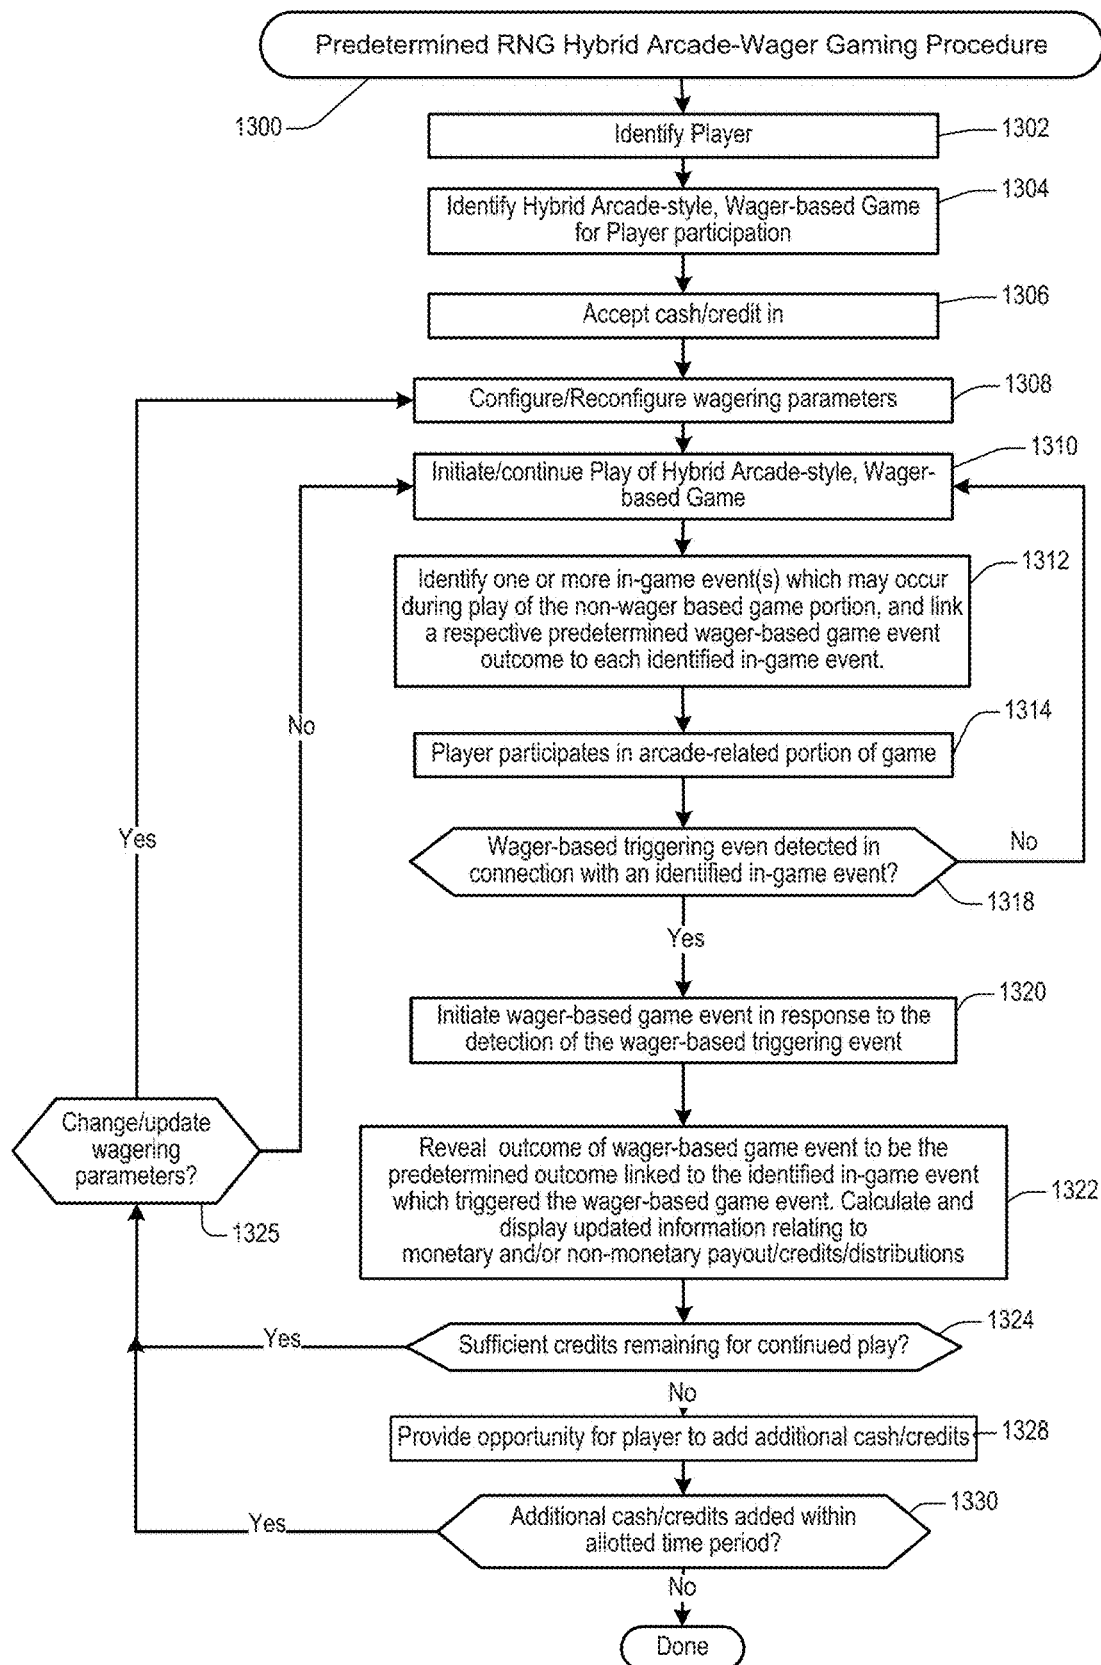 Predetermined RNG Hybrid Arcade-Wager Gaming Procedure
1300
Identify Player
1302
Identify Hybrid Arcade-style, Wager-based Game
for Player participation
1304
Accept cash/credit in
1306
Configure/Reconfigure wagering parameters
1308
Initiate/continue Play of Hybrid Arcade-style, Wager-
based Game
1310
Identify one or more in-game event(s) which may occur
during play of the non-wager based game portion, and link
a respective predetermined wager-based game event
outcome to each identified in-game event.
1312
Player participates in arcade-related portion of game
1314
Wager-based triggering even detected in
connection with an identified in-game event?
1318
No
Yes
Initiate wager-based game event in response to the
detection of the wager-based triggering event
1320
Reveal outcome of wager-based game event to be the
predetermined outcome linked to the identified in-game event
which triggered the wager-based game event. Calculate and
display updated information relating to
monetary and/or non-monetary payout/credits/distributions
1322
Change/update
wagering
parameters?
1325
Yes
No
Sufficient credits remaining for continued play?
1324
Yes
No
Provide opportunity for player to add additional cash/credits
1328
Additional cash/credits added within
allotted time period?
1330
Yes
No
Done